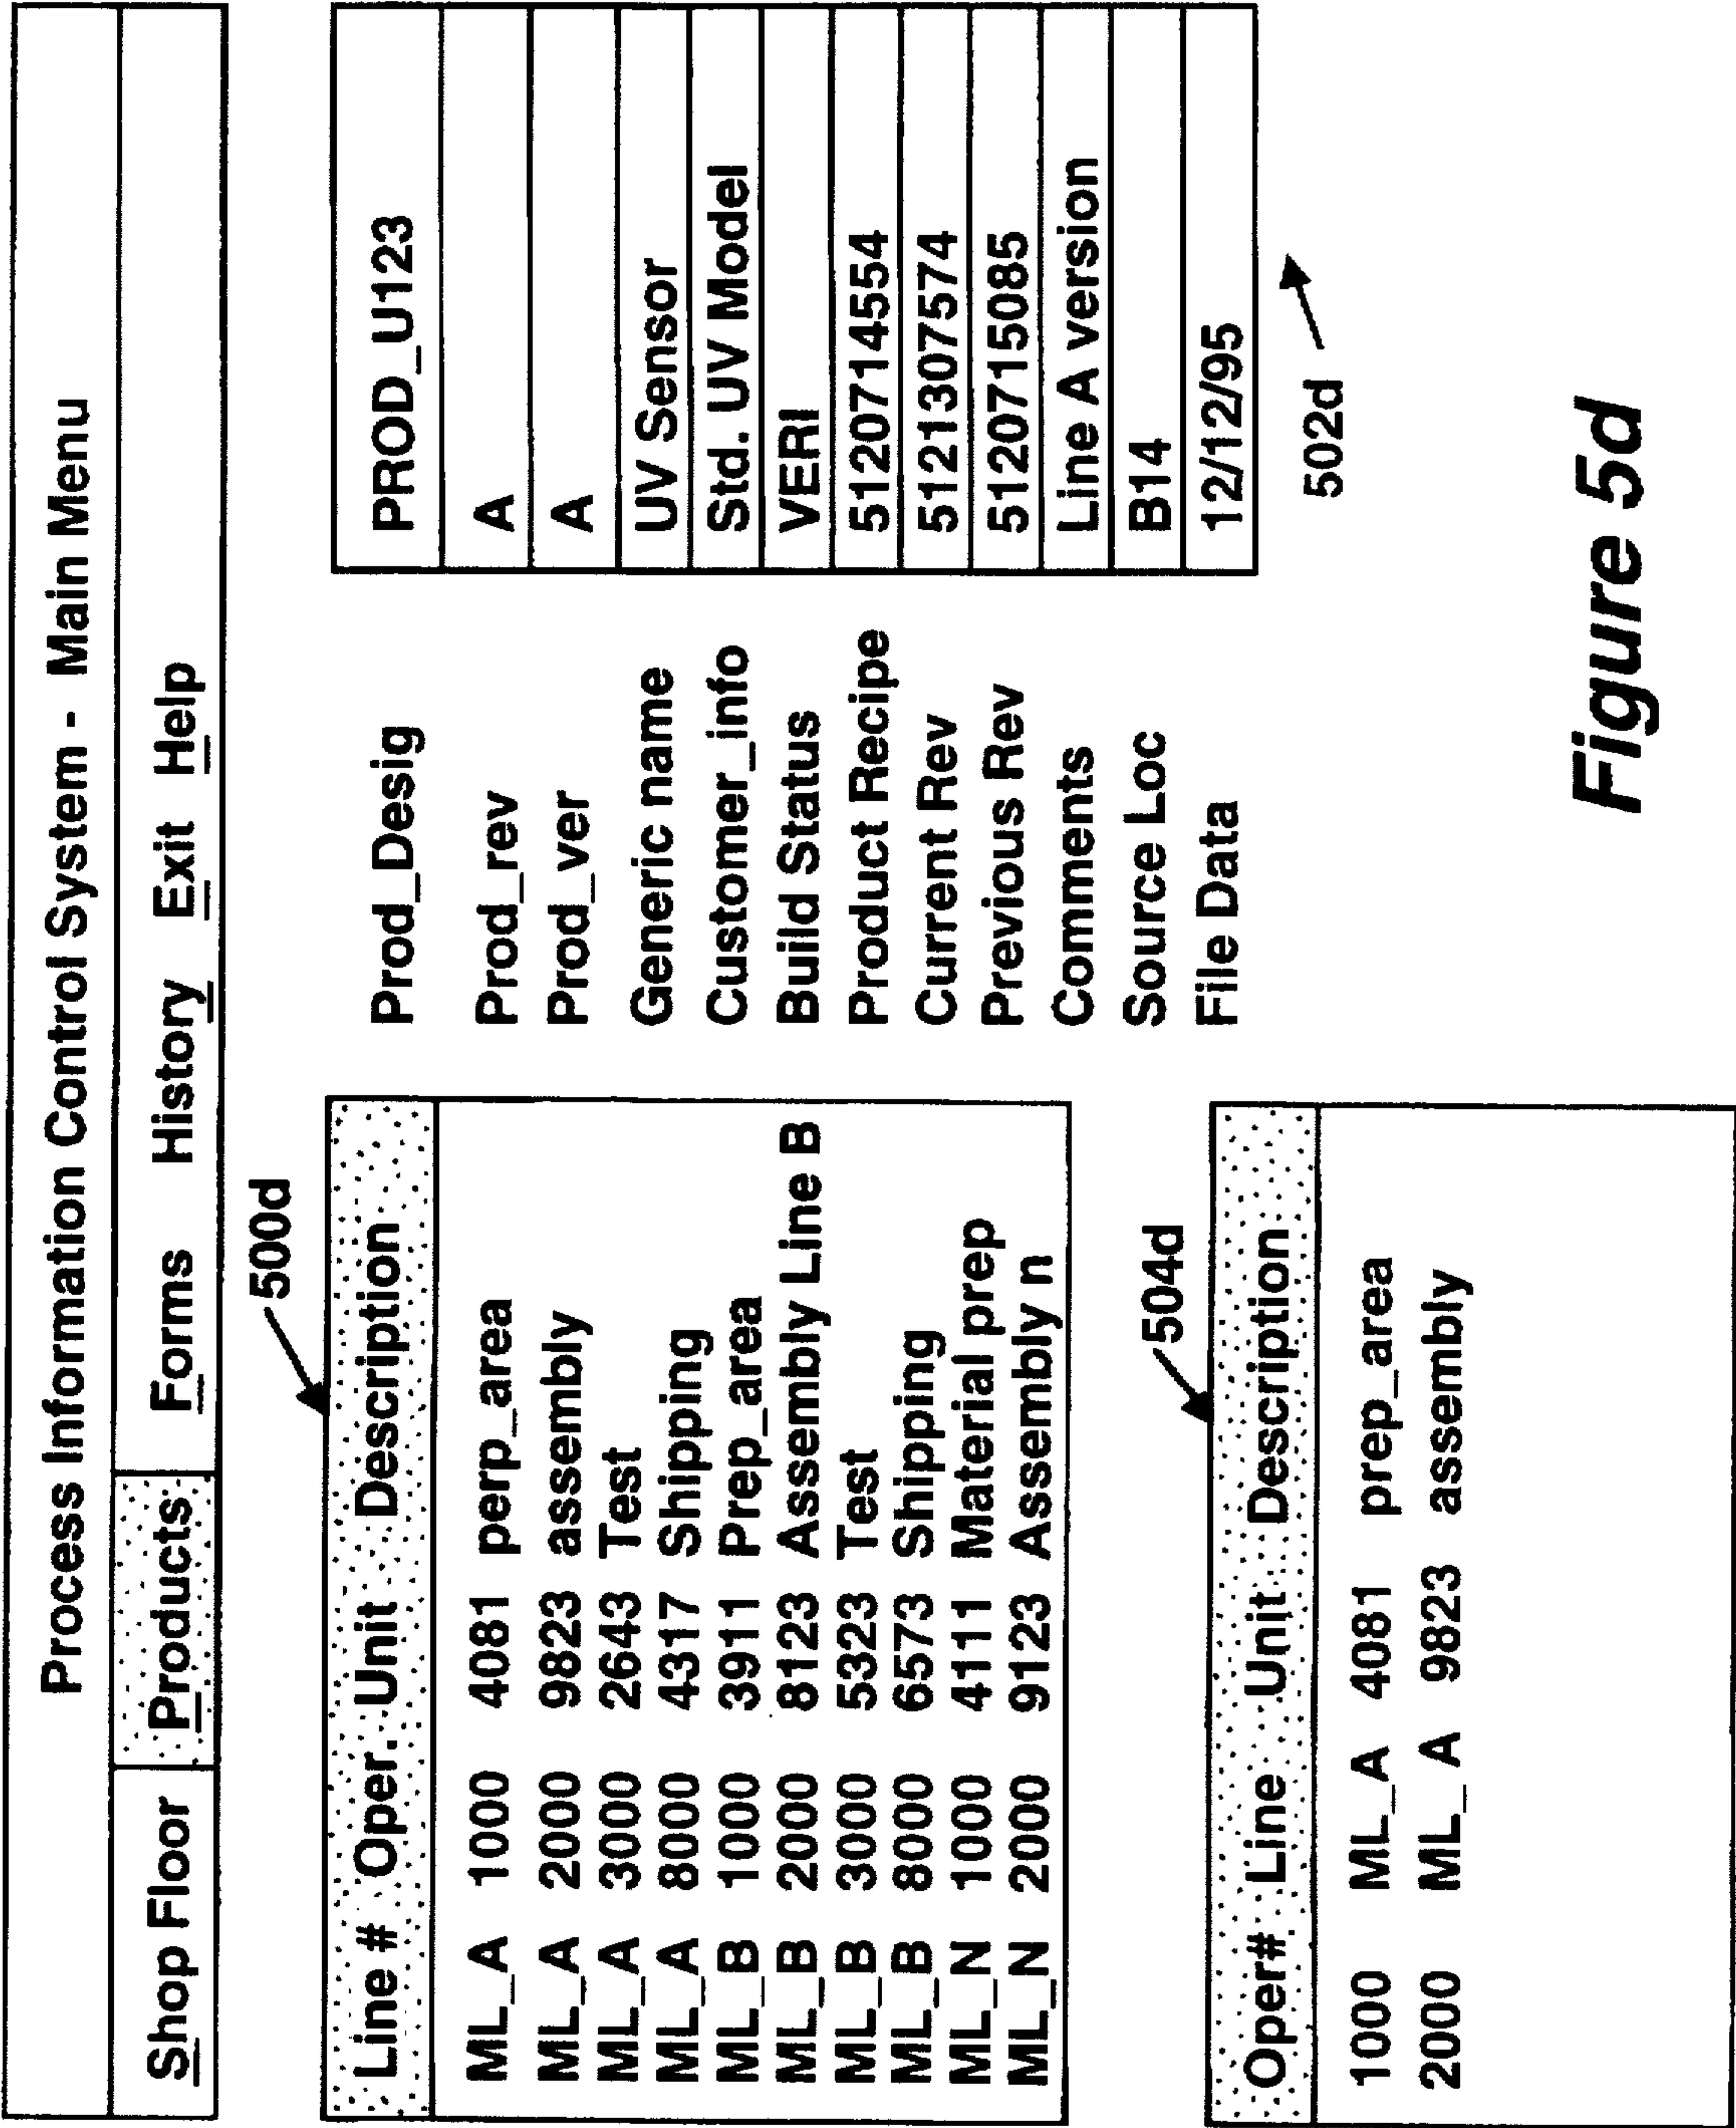 Process Information Control System - Main Menu
Shop Floor Products Forms History Exit Help
500d
Line # Oper. Unit Description
ML_A 1000 4081 perp_area
ML_A 2000 9823 assembly
ML_A 3000 2643 Test
ML_A 8000 4317 Shipping
ML_B 1000 3911 Prep_area
ML_B 2000 8123 Assembly Line B
ML_B 3000 5323 Test
ML_B 8000 6573 Shipping
ML_N 1000 4111 Material prep
ML_N 2000 9123 Assembly n
Prod_Desig PROD_U123
Prod_rev A
Prod_ver A
Generic name UV Sensor
Customer_info Std. UV Model
Build Status VERI
Product Recipe 5120714554
Current Rev 5121307574
Previous Rev 5120715085
Comments Line A version
Source Loc B14
File Data 12/12/95
502d
504d
Oper# Line Unit Description
1000 ML_A 4081 prep_area
2000 ML_A 9823 assembly
Figure 5d